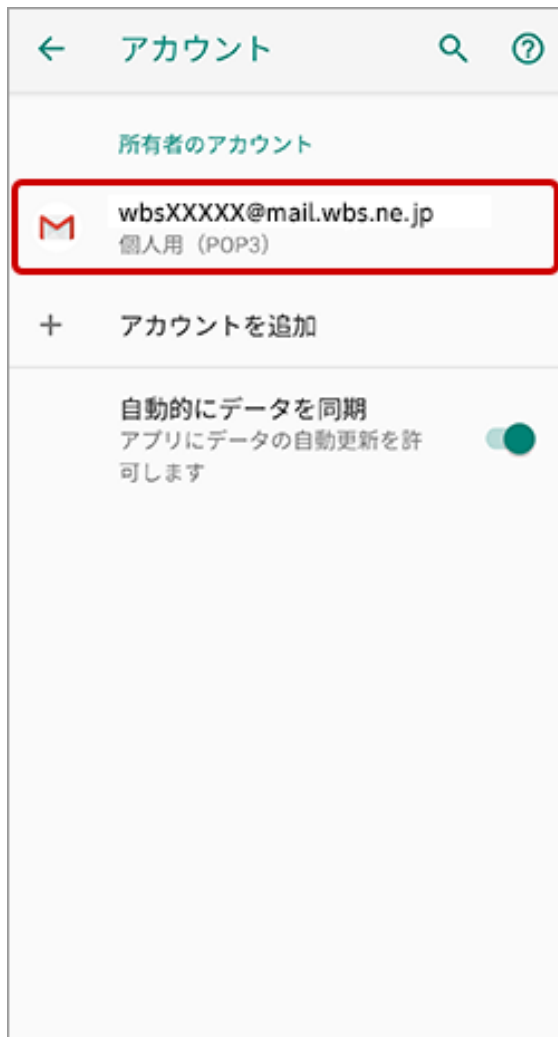 アカウント
所有者のアカウント
wbsXXXXX@mail.wbs.ne.jp
個人用（POP3）
アカウントを追加
自動的にデータを同期
アプリにデータの自動更新を許
可します